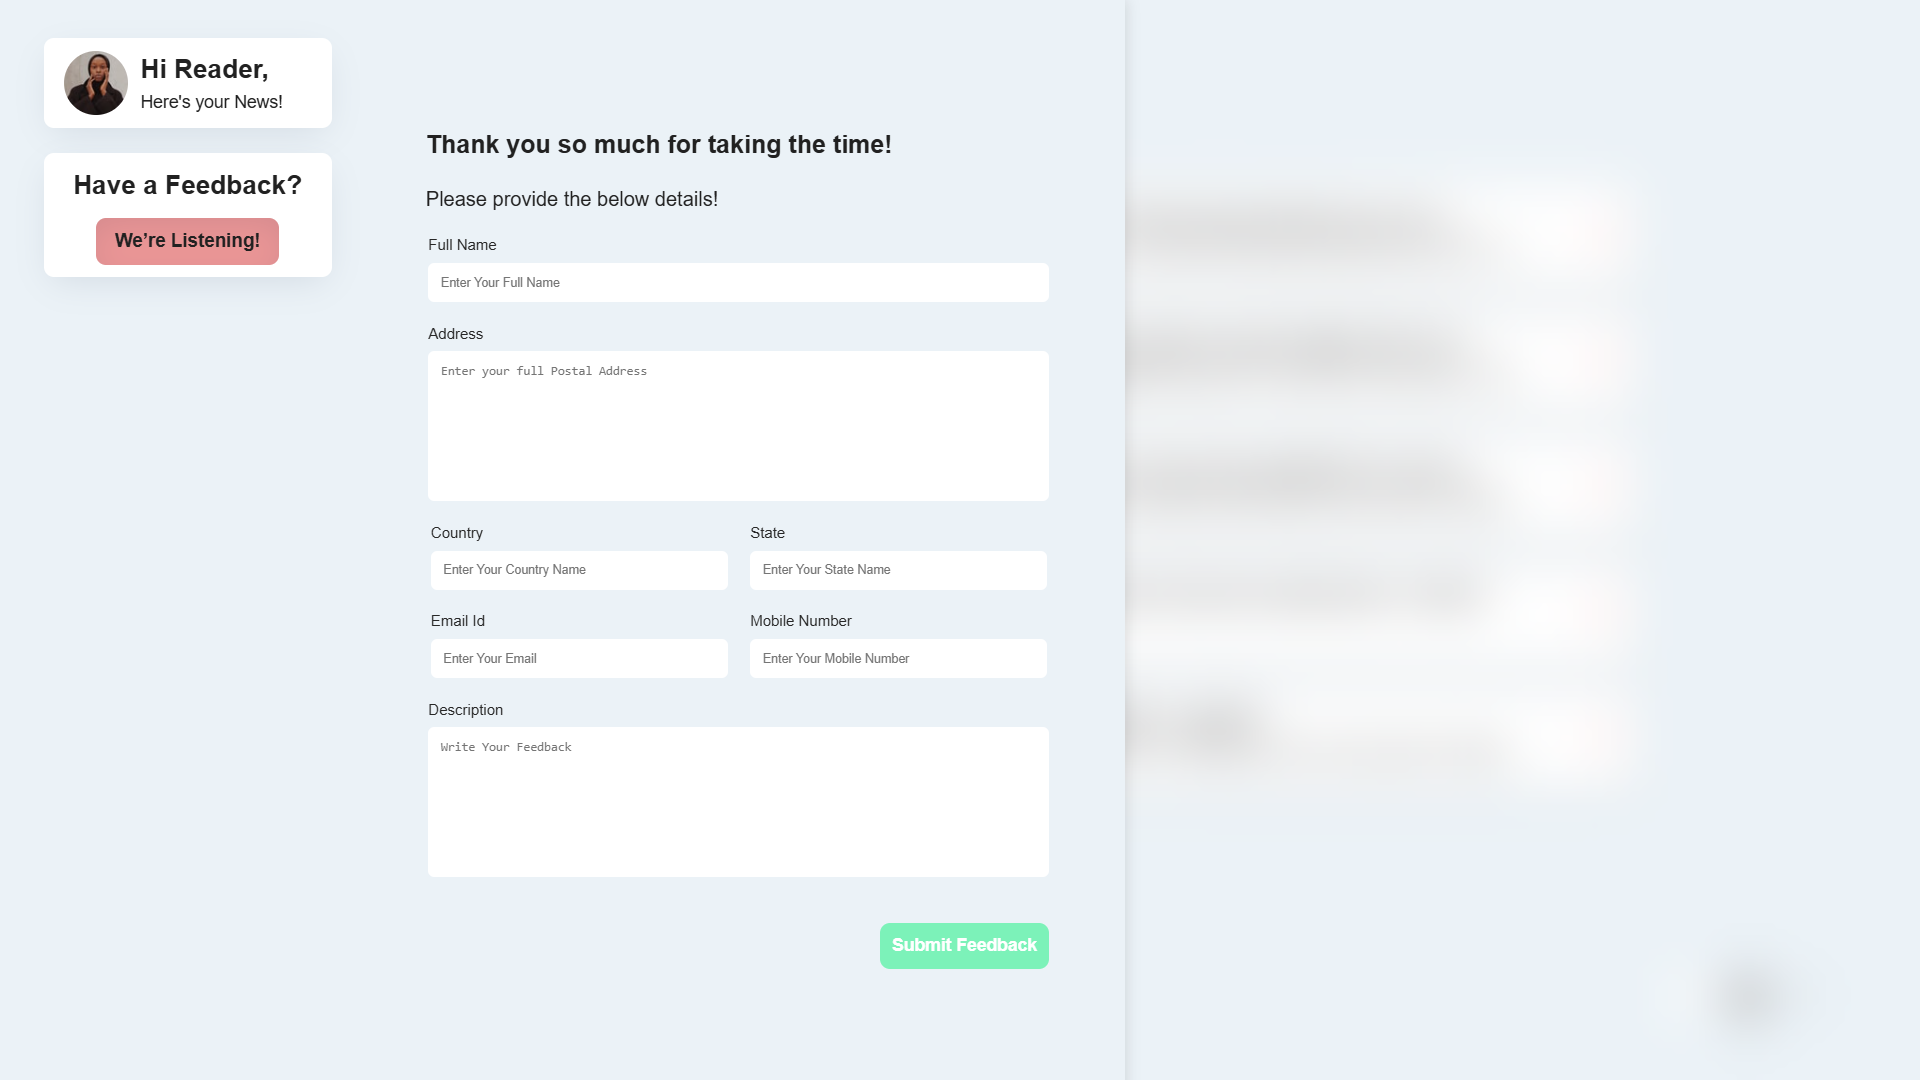 Hi Reader,
Here's your News!
Have a Feedback?
We’re Listening!
Thank you so much for taking the time!
Please provide the below details!
Full Name
Enter Your Full Name
Address
Enter your full Postal Address
Country
State
Enter Your Country Name
Enter Your State Name
Email Id
Mobile Number
Enter Your Email
Enter Your Mobile Number
Description
Write Your Feedback
Submit Feedback